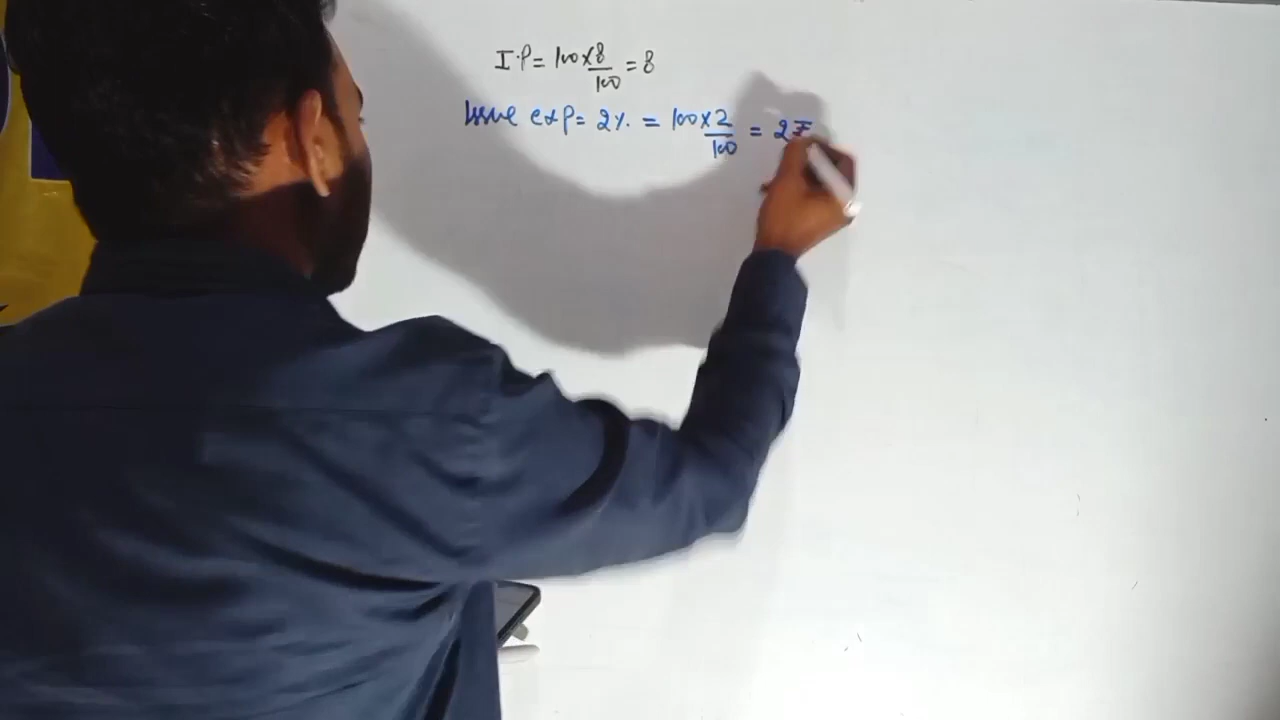 I.P = 100 × 8/100 = 8
Issue exp = 2% = 100 × 2/100 = 2 ₹